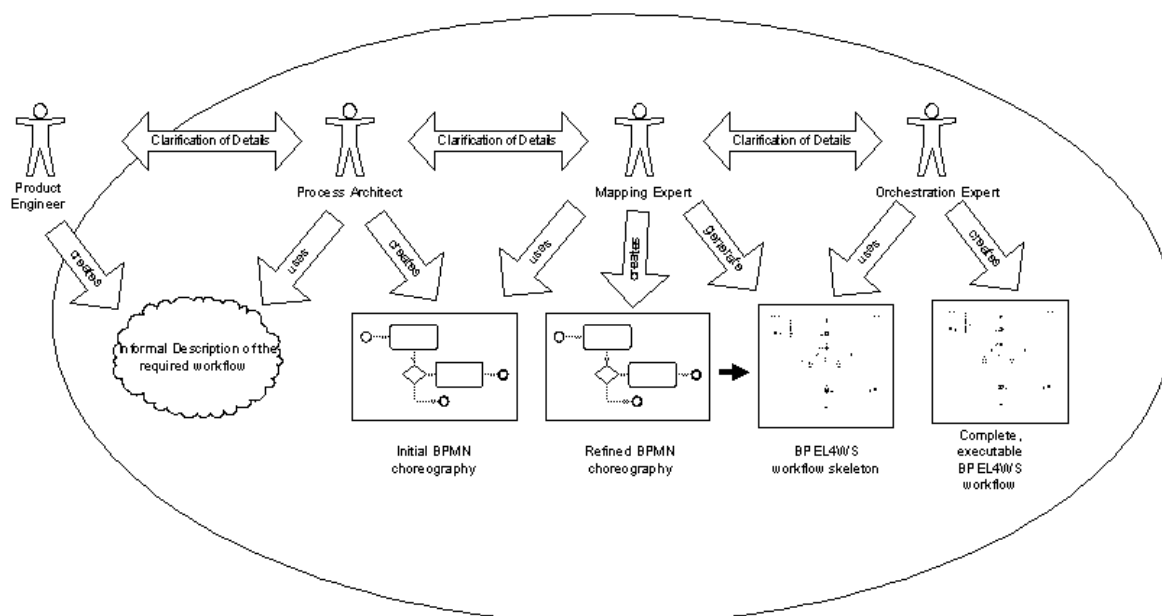 Clarification of Details
Clarification of Details
Clarification of Details
Product
Engineer
Process Architect
Mapping Expert
Orchestration Expert
creates
uses
creates
uses
creates
generate
uses
creates
Informal Description of the
required workflow
Initial BPMN
choreography
Refined BPMN
choreography
BPEL4WS
workflow skeleton
Complete,
executable
BPEL4WS
workflow